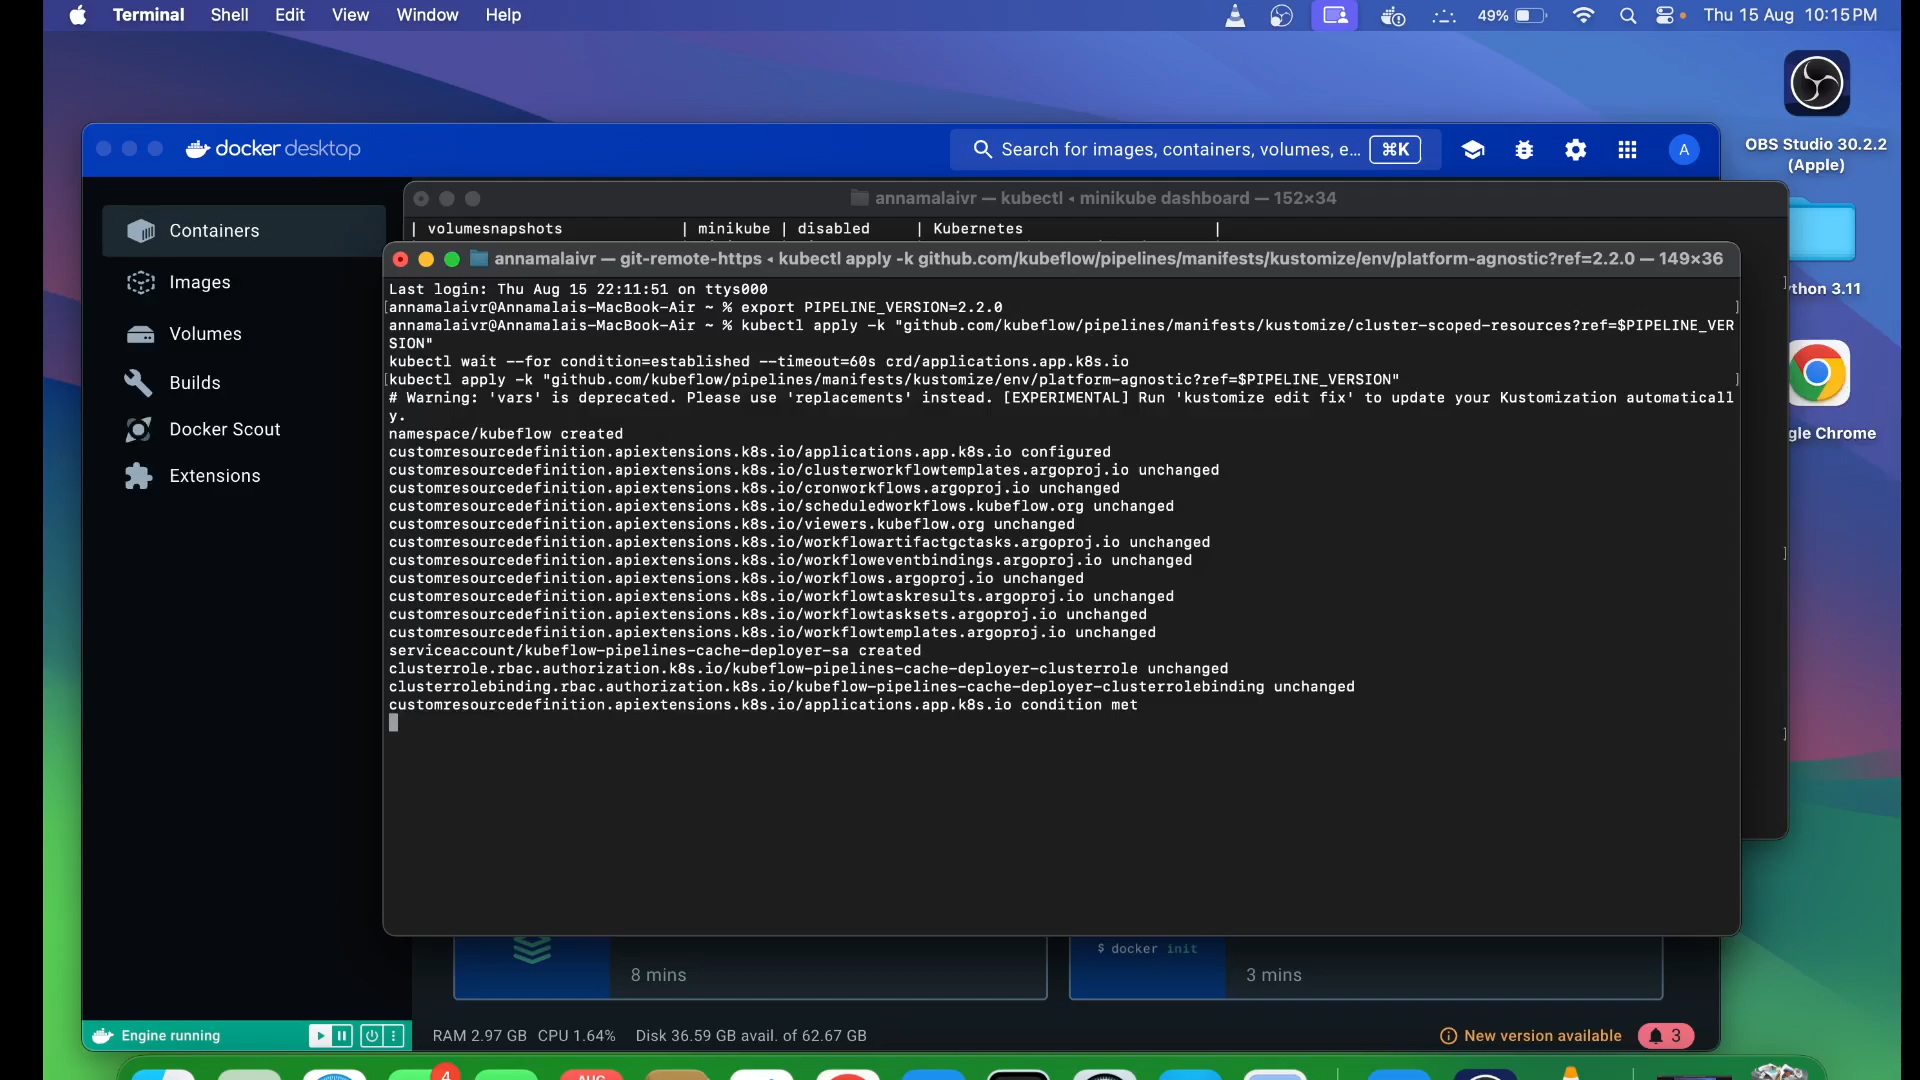 Terminal Shell Edit View Window Help 49% Thu 15 Aug 10:15 PM
OBS Studio 30.2.2
(Apple)
docker desktop Search for images, containers, volumes, e... ⌘K A
annamalaivr — kubectl ◂ minikube dashboard — 152×34
| volumesnapshots | minikube | disabled | Kubernetes |
Containers
Images
Volumes
Builds
Docker Scout
Extensions
annamalaivr — git-remote-https ◂ kubectl apply -k github.com/kubeflow/pipelines/manifests/kustomize/env/platform-agnostic?ref=2.2.0 — 149×36
Last login: Thu Aug 15 22:11:51 on ttys000
[annamalaivr@Annamalais-MacBook-Air ~ % export PIPELINE_VERSION=2.2.0 ]
annamalaivr@Annamalais-MacBook-Air ~ % kubectl apply -k "github.com/kubeflow/pipelines/manifests/kustomize/cluster-scoped-resources?ref=$PIPELINE_VER
SION"
kubectl wait --for condition=established --timeout=60s crd/applications.app.k8s.io
[kubectl apply -k "github.com/kubeflow/pipelines/manifests/kustomize/env/platform-agnostic?ref=$PIPELINE_VERSION" ]
# Warning: 'vars' is deprecated. Please use 'replacements' instead. [EXPERIMENTAL] Run 'kustomize edit fix' to update your Kustomization automaticall
y.
namespace/kubeflow created
customresourcedefinition.apiextensions.k8s.io/applications.app.k8s.io configured
customresourcedefinition.apiextensions.k8s.io/clusterworkflowtemplates.argoproj.io unchanged
customresourcedefinition.apiextensions.k8s.io/cronworkflows.argoproj.io unchanged
customresourcedefinition.apiextensions.k8s.io/scheduledworkflows.kubeflow.org unchanged
customresourcedefinition.apiextensions.k8s.io/viewers.kubeflow.org unchanged
customresourcedefinition.apiextensions.k8s.io/workflowartifactgctasks.argoproj.io unchanged
customresourcedefinition.apiextensions.k8s.io/workfloweventbindings.argoproj.io unchanged
customresourcedefinition.apiextensions.k8s.io/workflows.argoproj.io unchanged
customresourcedefinition.apiextensions.k8s.io/workflowtaskresults.argoproj.io unchanged
customresourcedefinition.apiextensions.k8s.io/workflowtasksets.argoproj.io unchanged
customresourcedefinition.apiextensions.k8s.io/workflowtemplates.argoproj.io unchanged
serviceaccount/kubeflow-pipelines-cache-deployer-sa created
clusterrole.rbac.authorization.k8s.io/kubeflow-pipelines-cache-deployer-clusterrole unchanged
clusterrolebinding.rbac.authorization.k8s.io/kubeflow-pipelines-cache-deployer-clusterrolebinding unchanged
customresourcedefinition.apiextensions.k8s.io/applications.app.k8s.io condition met
thon 3.11
gle Chrome
$ docker init
8 mins
3 mins
Engine running RAM 2.97 GB CPU 1.64% Disk 36.59 GB avail. of 62.67 GB New version available 3
4
AUG